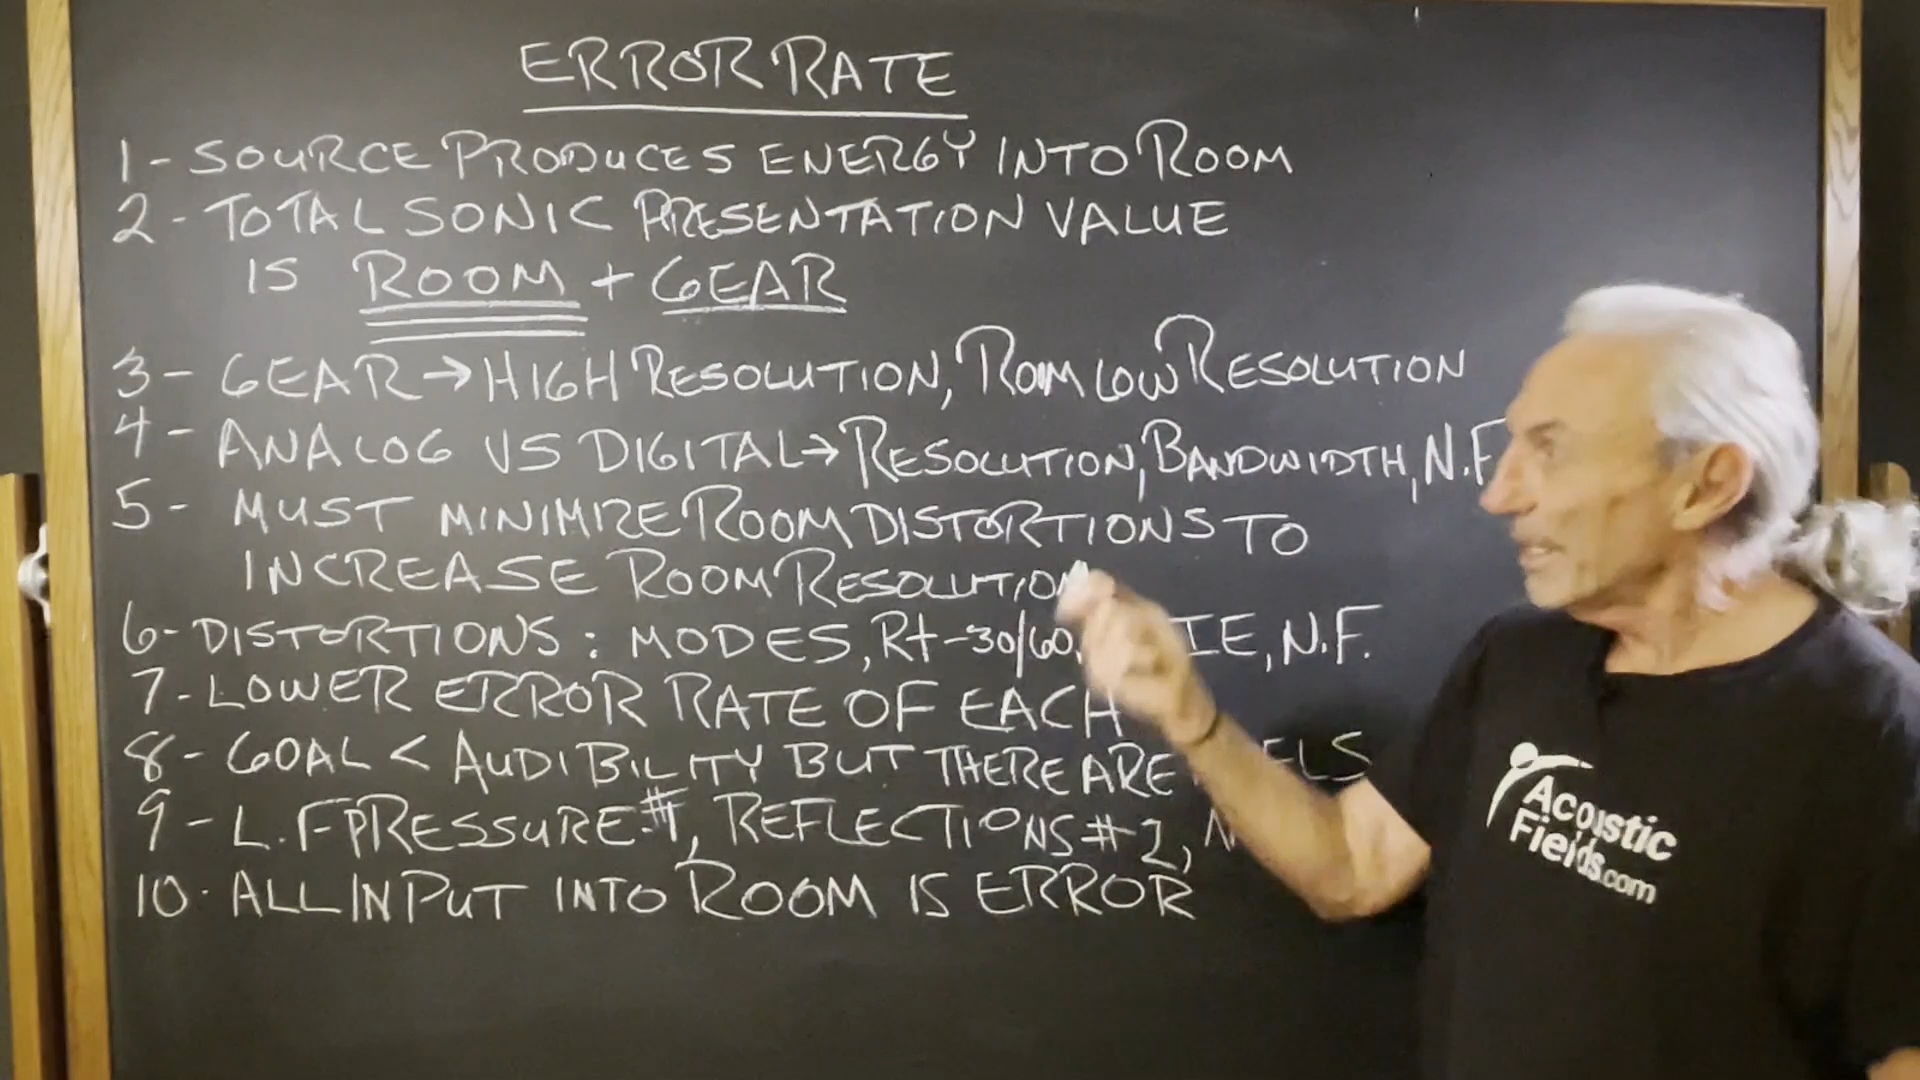 ERROR RATE
1 - SOURCE PRODUCES ENERGY INTO ROOM
2 - TOTAL SONIC PRESENTATION VALUE
IS ROOM + GEAR
3 - GEAR → HIGH RESOLUTION, ROOM LOW RESOLUTION
4 - ANALOG VS DIGITAL → RESOLUTION, BANDWIDTH, N.F
5 - MUST MINIMIZE ROOM DISTORTIONS TO
INCREASE ROOM RESOLUTION
6 - DISTORTIONS : MODES, Rt-30/60, IE, N.F.
7 - LOWER ERROR RATE OF EACH
8 - GOAL < AUDIBILITY BUT THERE ARE ELS
9 - L.F PRESSURE #1, REFLECTIONS #2, N
10. ALL INPUT INTO ROOM IS ERROR
Acoustic
Fields.com